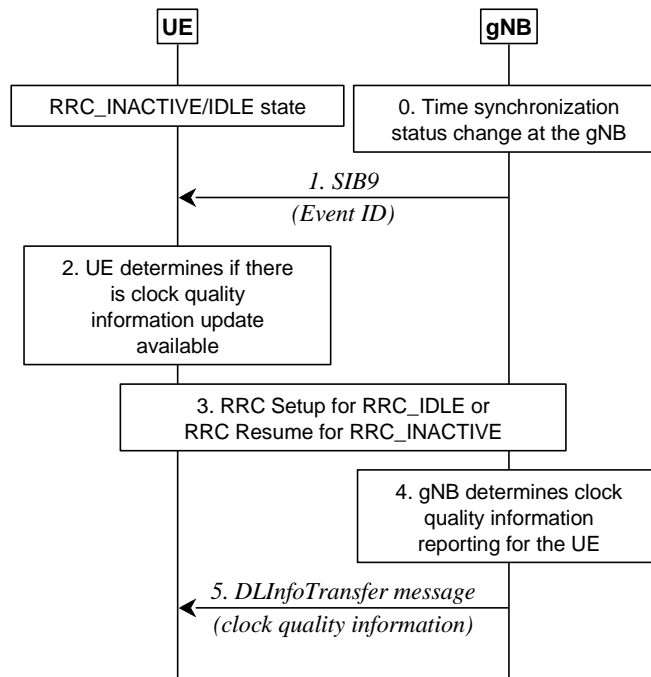 UE
gNB
RRC_INACTIVE/IDLE state
0. Time synchronization
status change at the gNB
1. SIB9
(Event ID)
2. UE determines if there
is clock quality
information update
available
3. RRC Setup for RRC_IDLE or
RRC Resume for RRC_INACTIVE
4. gNB determines clock
quality information
reporting for the UE
5. DLInfoTransfer message
(clock quality information)